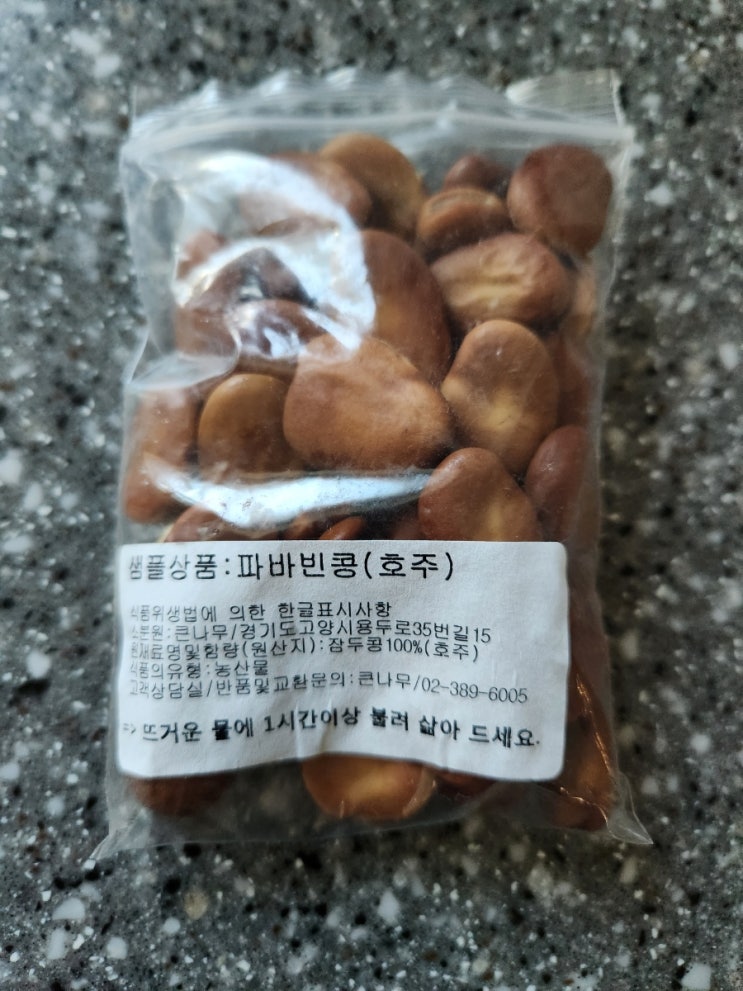 샘플상품:파바빈콩(호주)
식품위생법에 의한 한글표시사항
소분원:큰나무/경기도고양시용두로35번길15
원재료명및함량(원산지):잠두콩100%(호주)
식품의유형:농산물
고객상담실/반품및교환문의:큰나무/02-389-6005
=> 뜨거운 물에 1시간이상 불려 삶아 드세요.